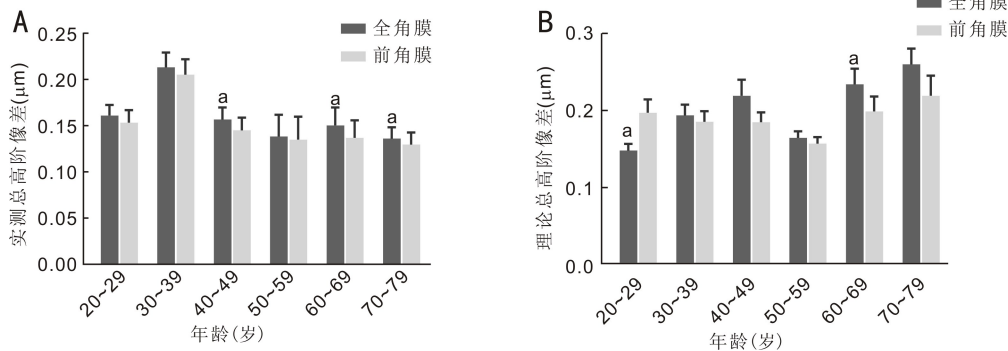 A
全角膜
前角膜
实测总高阶像差(μm)
0.25
0.20
0.15
0.10
0.05
0.00
a
a
a
20~29
30~39
40~49
50~59
60~69
70~79
年龄(岁)
B
全角膜
前角膜
理论总高阶像差(μm)
0.3
0.2
0.1
0.0
a
a
20~29
30~39
40~49
50~59
60~69
70~79
年龄(岁)